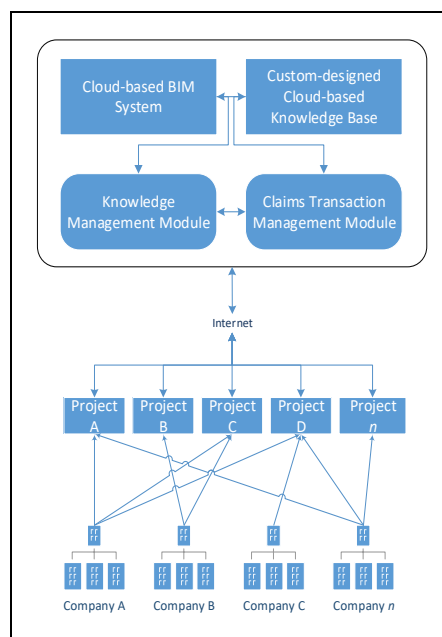 Cloud-based BIM
System
Custom-designed
Cloud-based
Knowledge Base
Knowledge
Management Module
Claims Transaction
Management Module
Internet
Project
A
Project
B
Project
C
Project
D
Project
n
Company A
Company B
Company C
Company n